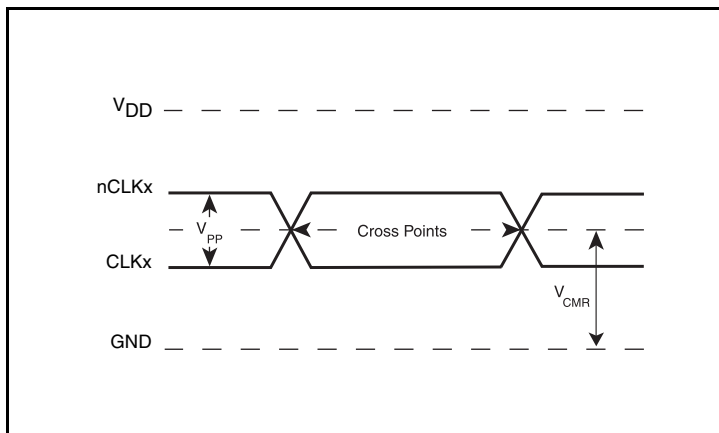 VDD
nCLKx
VPP
Cross Points
CLKx
VCMR
GND